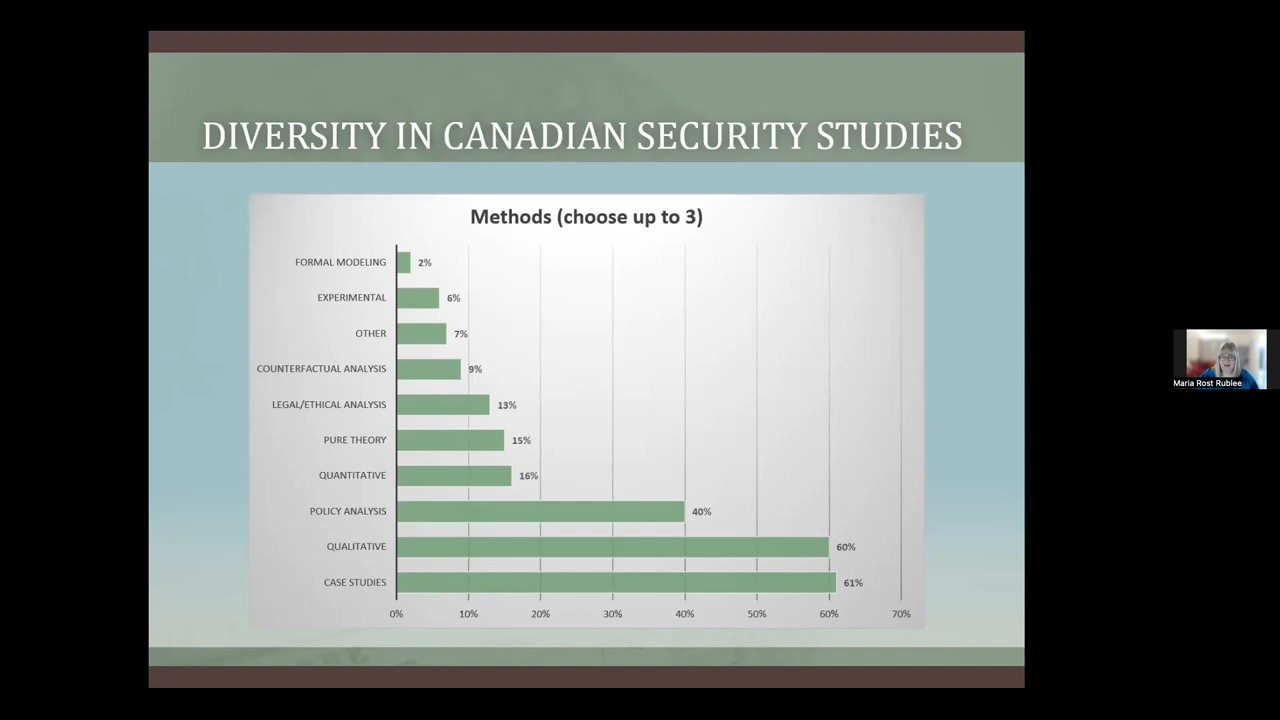 DIVERSITY IN CANADIAN SECURITY STUDIES
Methods (choose up to 3)
FORMAL MODELING 2%
EXPERIMENTAL 6%
OTHER 7%
COUNTERFACTUAL ANALYSIS 9%
LEGAL/ETHICAL ANALYSIS 13%
PURE THEORY 15%
QUANTITATIVE 16%
POLICY ANALYSIS 40%
QUALITATIVE 60%
CASE STUDIES 61%
0% 10% 20% 30% 40% 50% 60% 70%
Maria Rost Rublee